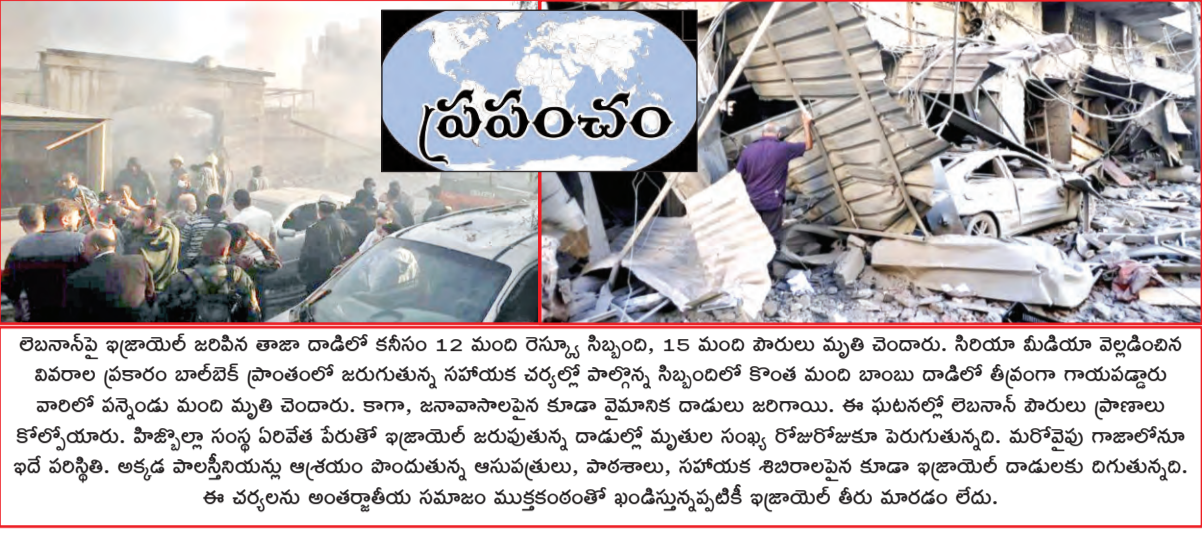 ప్రపంచం
లెబనాన్‌పై ఇజ్రాయెల్ జరిపిన తాజా దాడిలో కనీసం 12 మంది రెస్క్యూ సిబ్బంది, 15 మంది పౌరులు మృతి చెందారు. సిరియా మీడియా వెల్లడించిన
వివరాల ప్రకారం బాల్‌బెక్ ప్రాంతంలో జరుగుతున్న సహాయక చర్యల్లో పాల్గొన్న సిబ్బందిలో కొంత మంది బాంబు దాడిలో తీవ్రంగా గాయపడ్డారు
వారిలో పన్నెండు మంది మృతి చెందారు. కాగా, జనావాసాలపైన కూడా వైమానిక దాడులు జరిగాయి. ఈ ఘటనల్లో లెబనాన్ పౌరులు ప్రాణాలు
కోల్పోయారు. హిజ్బొల్లా సంస్థ ఏరివేత పేరుతో ఇజ్రాయెల్ జరుపుతున్న దాడుల్లో మృతుల సంఖ్య రోజురోజుకూ పెరుగుతున్నది. మరోవైపు గాజాలోనూ
ఇదే పరిస్థితి. అక్కడ పాలస్తీనియన్లు ఆశ్రయం పొందుతున్న ఆసుపత్రులు, పాఠశాలు, సహాయక శిబిరాలపైన కూడా ఇజ్రాయెల్ దాడులకు దిగుతున్నది.
ఈ చర్యలను అంతర్జాతీయ సమాజం ముక్తకంఠంతో ఖండిస్తున్నప్పటికీ ఇజ్రాయెల్ తీరు మారడం లేదు.